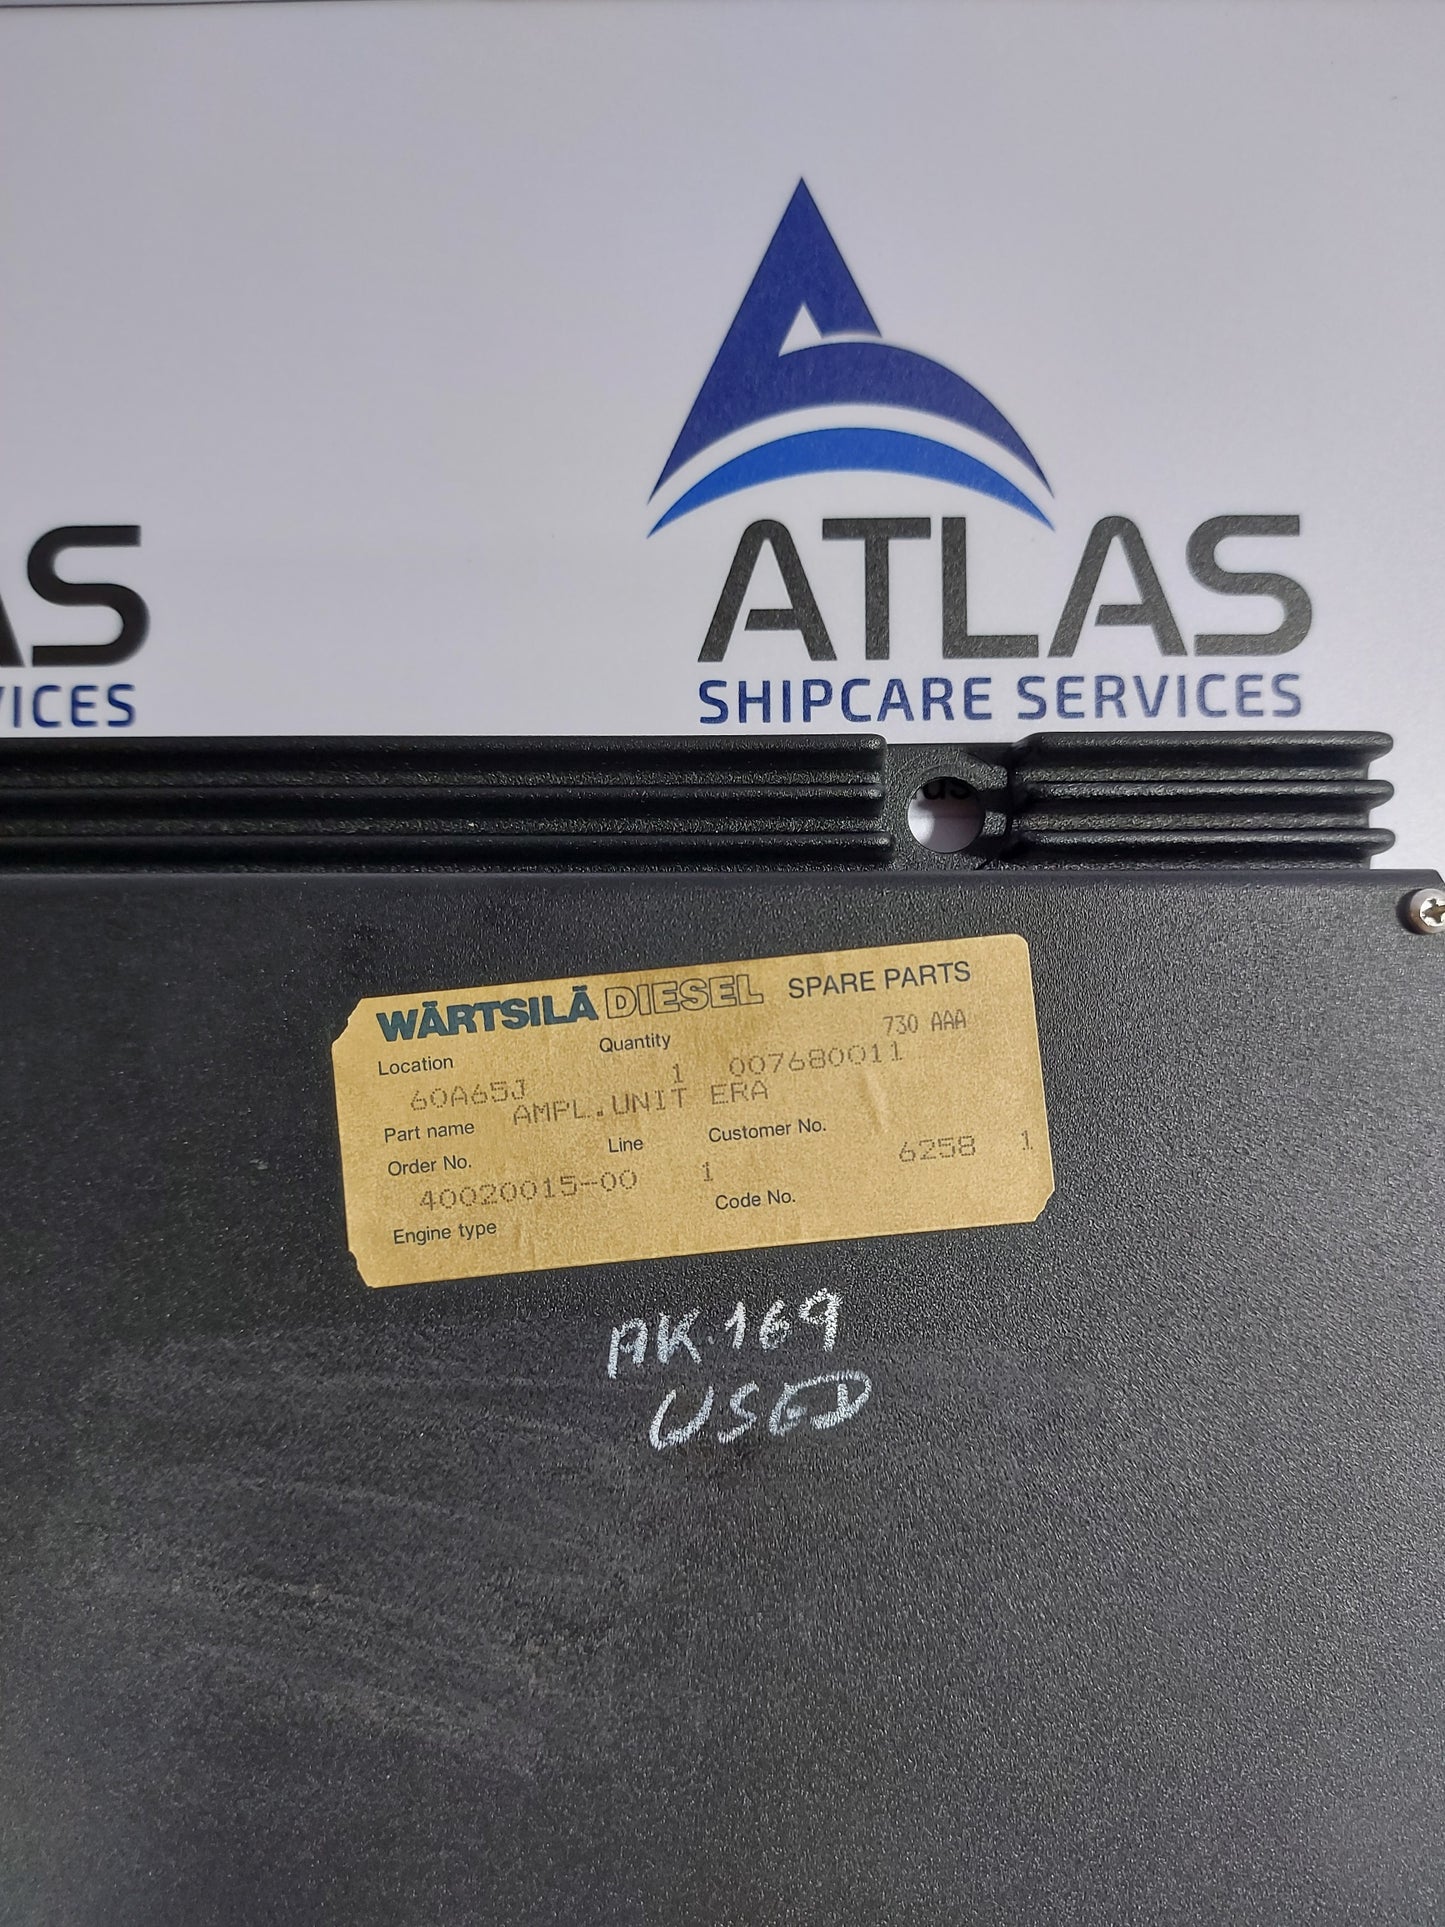 ATLAS
SHIPCARE SERVICES
AS
VICES
us
WÄRTSILÄ DIESEL SPARE PARTS
730 AAA
Location Quantity
60A65J 1 007680011
AMPL.UNIT ERA
Part name
Order No. Line Customer No.
40020015-00 1 6258 1
Engine type Code No.
AK.169
USED